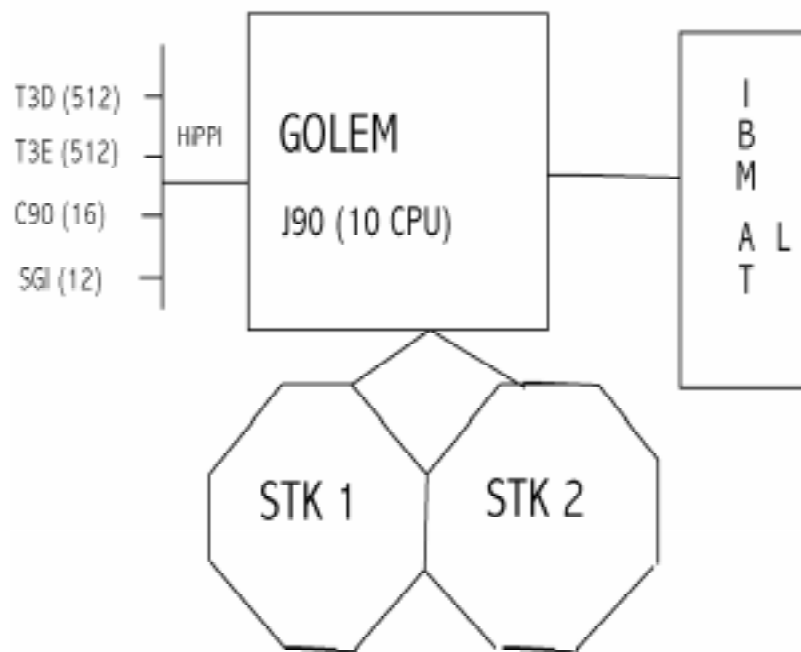 T3D (512)
T3E (512)
C90 (16)
SGI (12)
HiPPI
GOLEM
J90 (10 CPU)
I
B
M
A L
T
STK 1
STK 2